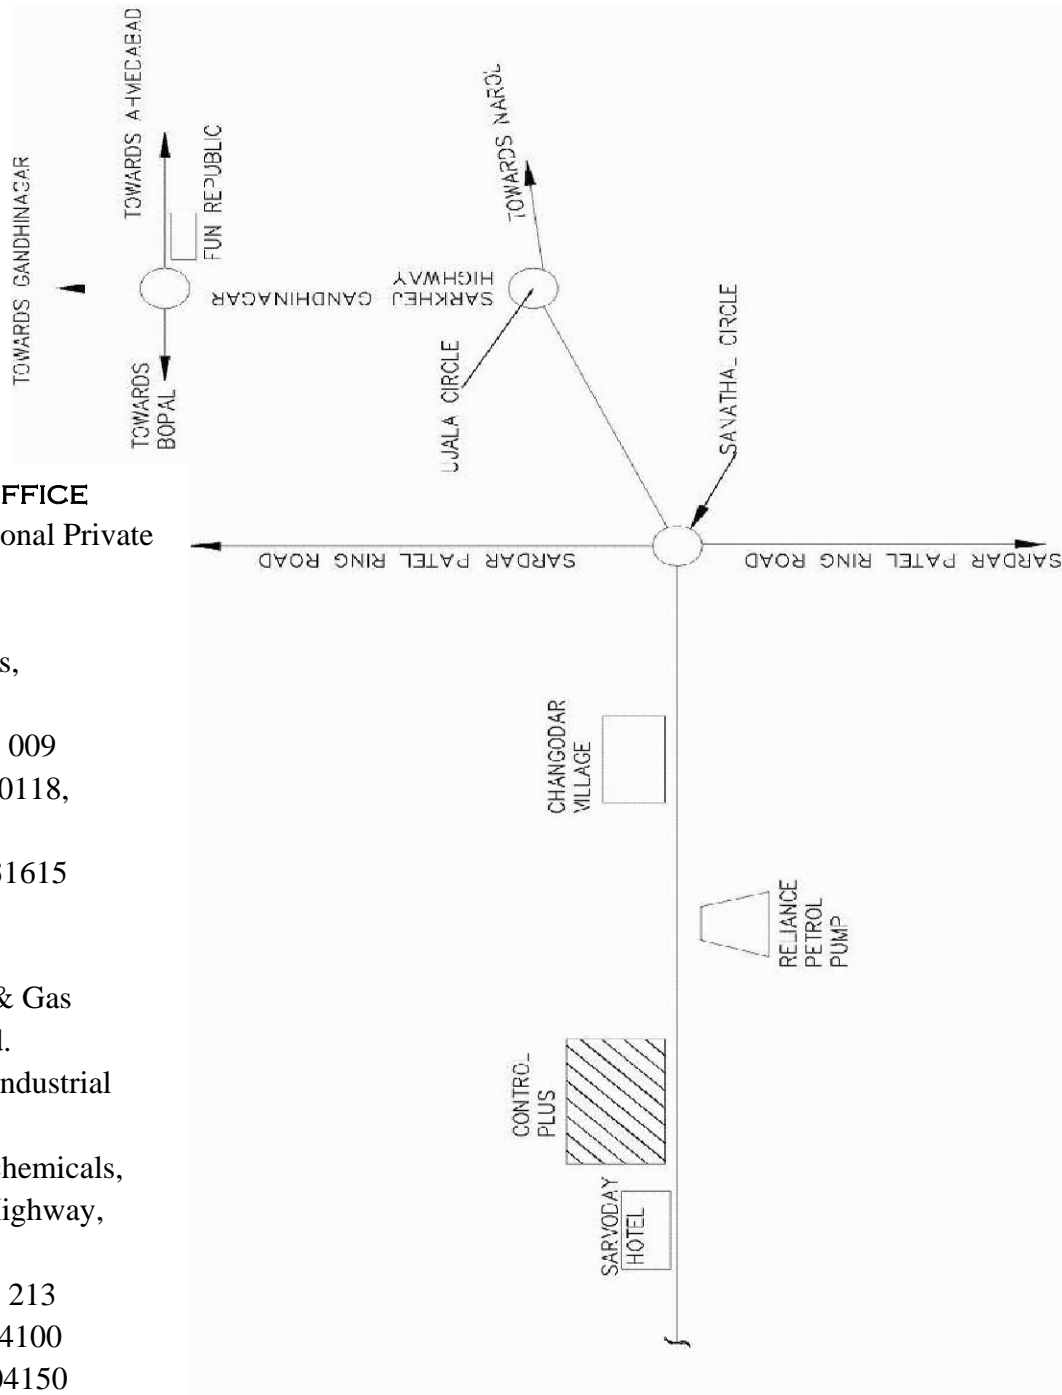 TOWARDS GANDHINAGAR
TOWARDS AHMEDABAD
FUN REPUBLIC
TOWARDS
BOPAL
SARKHEJ GANDHINAGAR
HIGHWAY
TOWARDS NAROL
UJALA CIRCLE
SANATHAL CIRCLE
SARDAR PATEL RING ROAD
SARDAR PATEL RING ROAD
CHANGODAR
VILLAGE
RELIANCE
PETROL
PUMP
CONTROL
PLUS
SARVODAY
HOTEL
FFICE
onal Private
s,
009
0118,
31615
& Gas
d.
ndustrial
chemicals,
Highway,
213
4100
04150